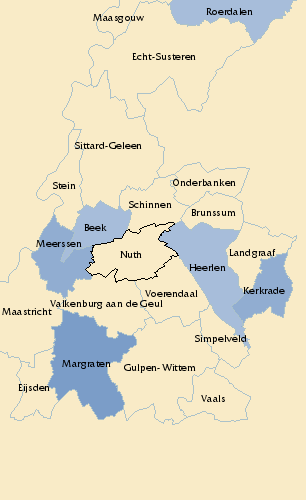 Roerdalen
Maasgouw
Echt-Susteren
Sittard-Geleen
Stein
Onderbanken
Schinnen
Brunssum
Beek
Meerssen
Nuth
Landgraaf
Heerlen
Kerkrade
Voerendaal
Valkenburg aan de Geul
Maastricht
Simpelveld
Margraten
Gulpen-Wittem
Eijsden
Vaals